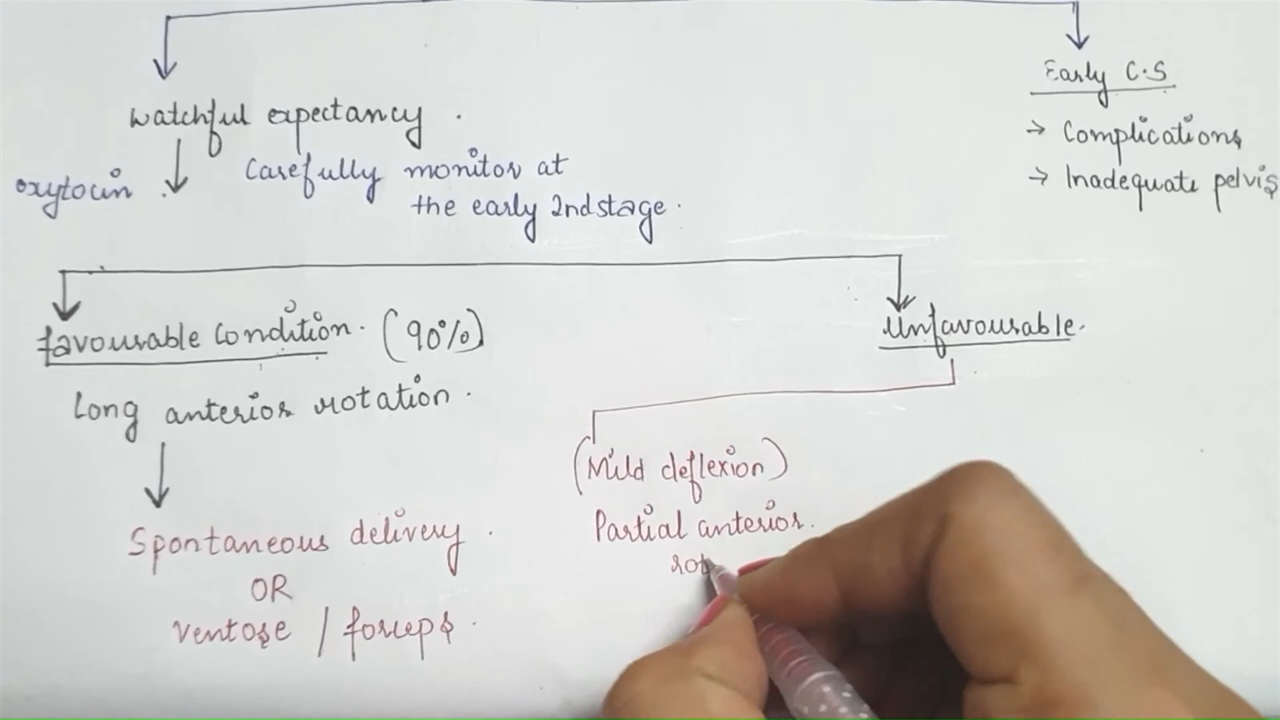 Early C.S
watchful expectancy.
→ Complications
oxytocin
Carefully monitor at
→ Inadequate pelvis
the early 2nd stage.
favourable condition. (90%)
Unfavourable.
Long anterior rotation.
(Mild deflexion)
Partial anterior.
rot
Spontaneous delivery.
OR
ventose / forceps.